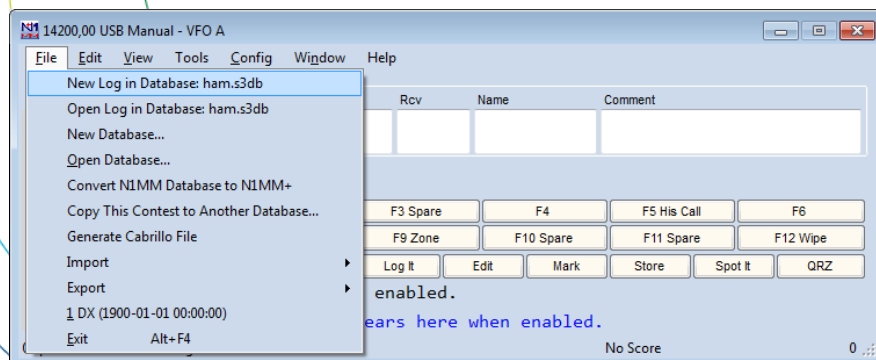 N1 14200,00 USB Manual - VFO A
File Edit View Tools Config Window Help
New Log in Database: ham.s3db
Open Log in Database: ham.s3db
New Database...
Open Database...
Convert N1MM Database to N1MM+
Copy This Contest to Another Database...
Generate Cabrillo File
Import
Export
1 DX (1900-01-01 00:00:00)
Exit Alt+F4
Rcv Name Comment
F3 Spare F4 F5 His Call F6
F9 Zone F10 Spare F11 Spare F12 Wipe
Log It Edit Mark Store Spot It QRZ
enabled.
ears here when enabled.
No Score 0